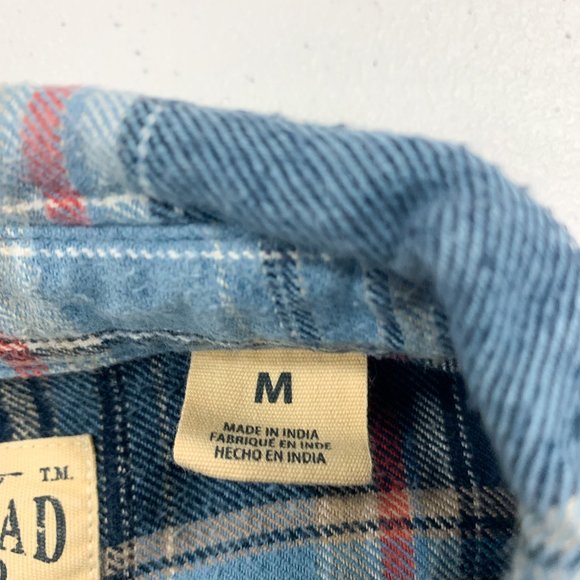 M
MADE IN INDIA
FABRIQUÉ EN INDE
HECHO EN INDIA
T.M.
AD